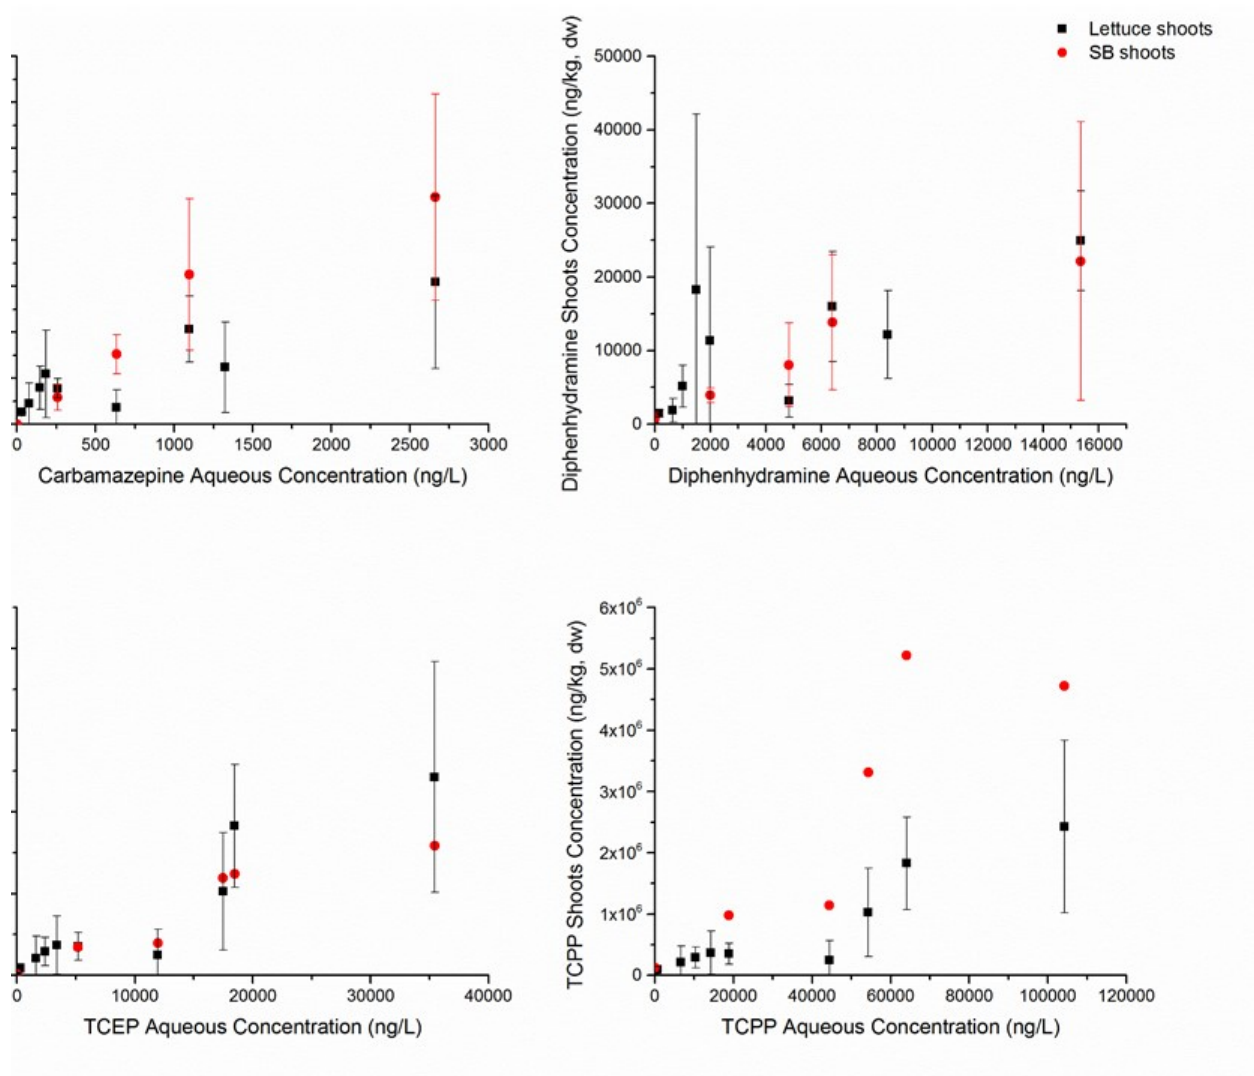 Lettuce shoots
SB shoots
Diphenhydramine Shoots Concentration (ng/kg, dw)
50000
40000
30000
20000
10000
0
0 500 1000 1500 2000 2500 3000
Carbamazepine Aqueous Concentration (ng/L)
0 2000 4000 6000 8000 10000 12000 14000 16000
Diphenhydramine Aqueous Concentration (ng/L)
TCPP Shoots Concentration (ng/kg, dw)
6x10⁶
5x10⁶
4x10⁶
3x10⁶
2x10⁶
1x10⁶
0
0 10000 20000 30000 40000
TCEP Aqueous Concentration (ng/L)
0 20000 40000 60000 80000 100000 120000
TCPP Aqueous Concentration (ng/L)